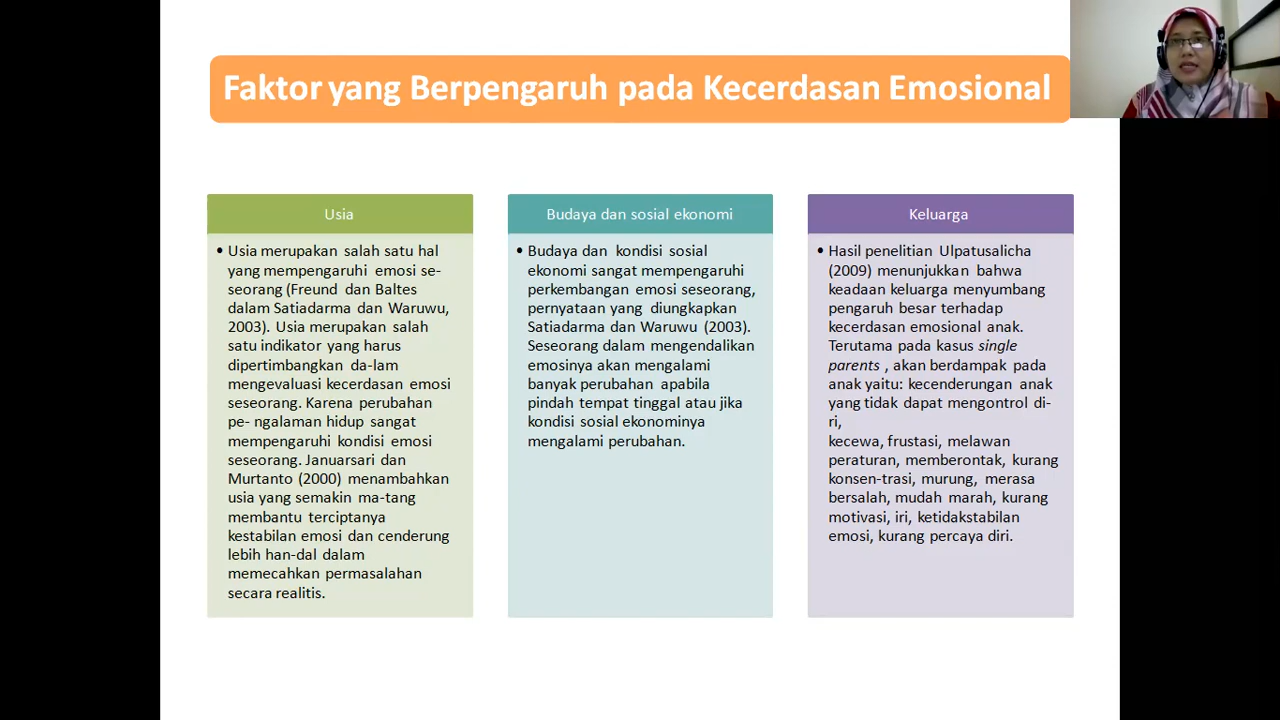 Faktor yang Berpengaruh pada Kecerdasan Emosional
Usia
• Usia merupakan salah satu hal
yang mempengaruhi emosi se-
seorang (Freund dan Baltes
dalam Satiadarma dan Waruwu,
2003). Usia merupakan salah
satu indikator yang harus
dipertimbangkan da-lam
mengevaluasi kecerdasan emosi
seseorang. Karena perubahan
pe- ngalaman hidup sangat
mempengaruhi kondisi emosi
seseorang. Januarsari dan
Murtanto (2000) menambahkan
usia yang semakin ma-tang
membantu terciptanya
kestabilan emosi dan cenderung
lebih han-dal dalam
memecahkan permasalahan
secara realitis.
Budaya dan sosial ekonomi
• Budaya dan kondisi sosial
ekonomi sangat mempengaruhi
perkembangan emosi seseorang,
pernyataan yang diungkapkan
Satiadarma dan Waruwu (2003).
Seseorang dalam mengendalikan
emosinya akan mengalami
banyak perubahan apabila
pindah tempat tinggal atau jika
kondisi sosial ekonominya
mengalami perubahan.
Keluarga
• Hasil penelitian Ulpatusalicha
(2009) menunjukkan bahwa
keadaan keluarga menyumbang
pengaruh besar terhadap
kecerdasan emosional anak.
Terutama pada kasus single
parents , akan berdampak pada
anak yaitu: kecenderungan anak
yang tidak dapat mengontrol di-
ri,
kecewa, frustasi, melawan
peraturan, memberontak, kurang
konsen-trasi, murung, merasa
bersalah, mudah marah, kurang
motivasi, iri, ketidakstabilan
emosi, kurang percaya diri.